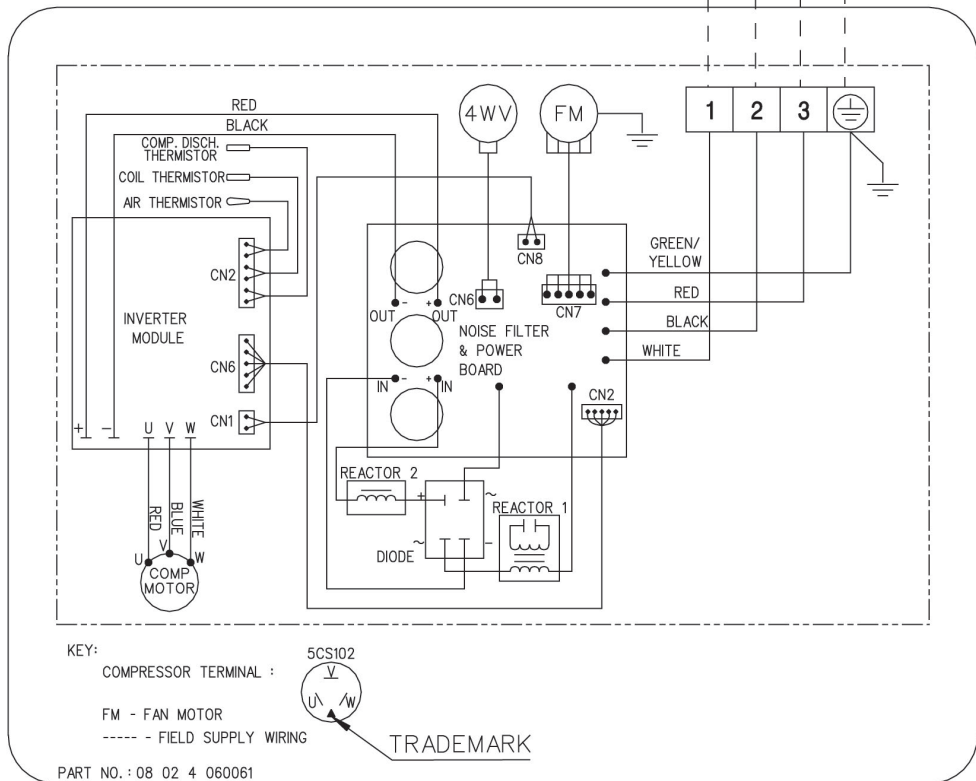 RED
BLACK
COMP. DISCH.
THERMISTOR
COIL THERMISTOR
AIR THERMISTOR
4WV
FM
1 2 3
CN2
CN8
GREEN/
YELLOW
RED
BLACK
WHITE
CN6
CN7
- +
OUT OUT
NOISE FILTER
& POWER
BOARD
INVERTER
MODULE
CN6
IN - + IN
CN2
CN1
+ - U V W
REACTOR 2
+ ~
REACTOR 1
~ -
DIODE
RED
BLUE
WHITE
U V W
COMP
MOTOR
KEY:
COMPRESSOR TERMINAL :
5CS102
V
U W
FM - FAN MOTOR
----- - FIELD SUPPLY WIRING
TRADEMARK
PART NO. : 08 02 4 060061